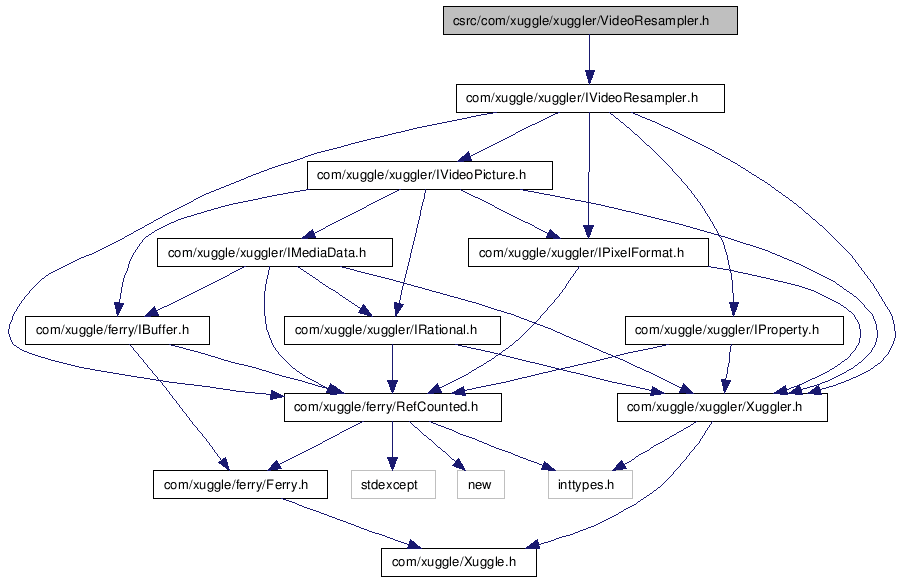 csrc/com/xuggle/xuggler/VideoResampler.h
com/xuggle/xuggler/IVideoResampler.h
com/xuggle/xuggler/IVideoPicture.h
com/xuggle/xuggler/IMediaData.h
com/xuggle/xuggler/IPixelFormat.h
com/xuggle/ferry/IBuffer.h
com/xuggle/xuggler/IRational.h
com/xuggle/xuggler/IProperty.h
com/xuggle/ferry/RefCounted.h
com/xuggle/xuggler/Xuggler.h
com/xuggle/ferry/Ferry.h
stdexcept
new
inttypes.h
com/xuggle/Xuggle.h